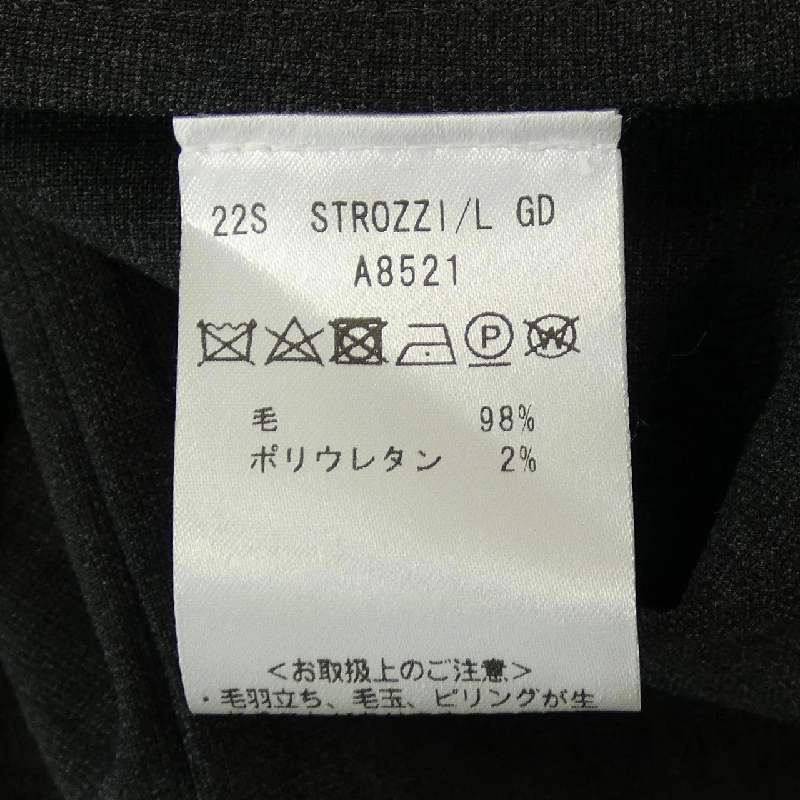 22S STROZZI/L GD
A8521
P
W
毛 98%
ポリウレタン 2%
<お取扱上のご注意>
・毛羽立ち、毛玉、ピリングが生